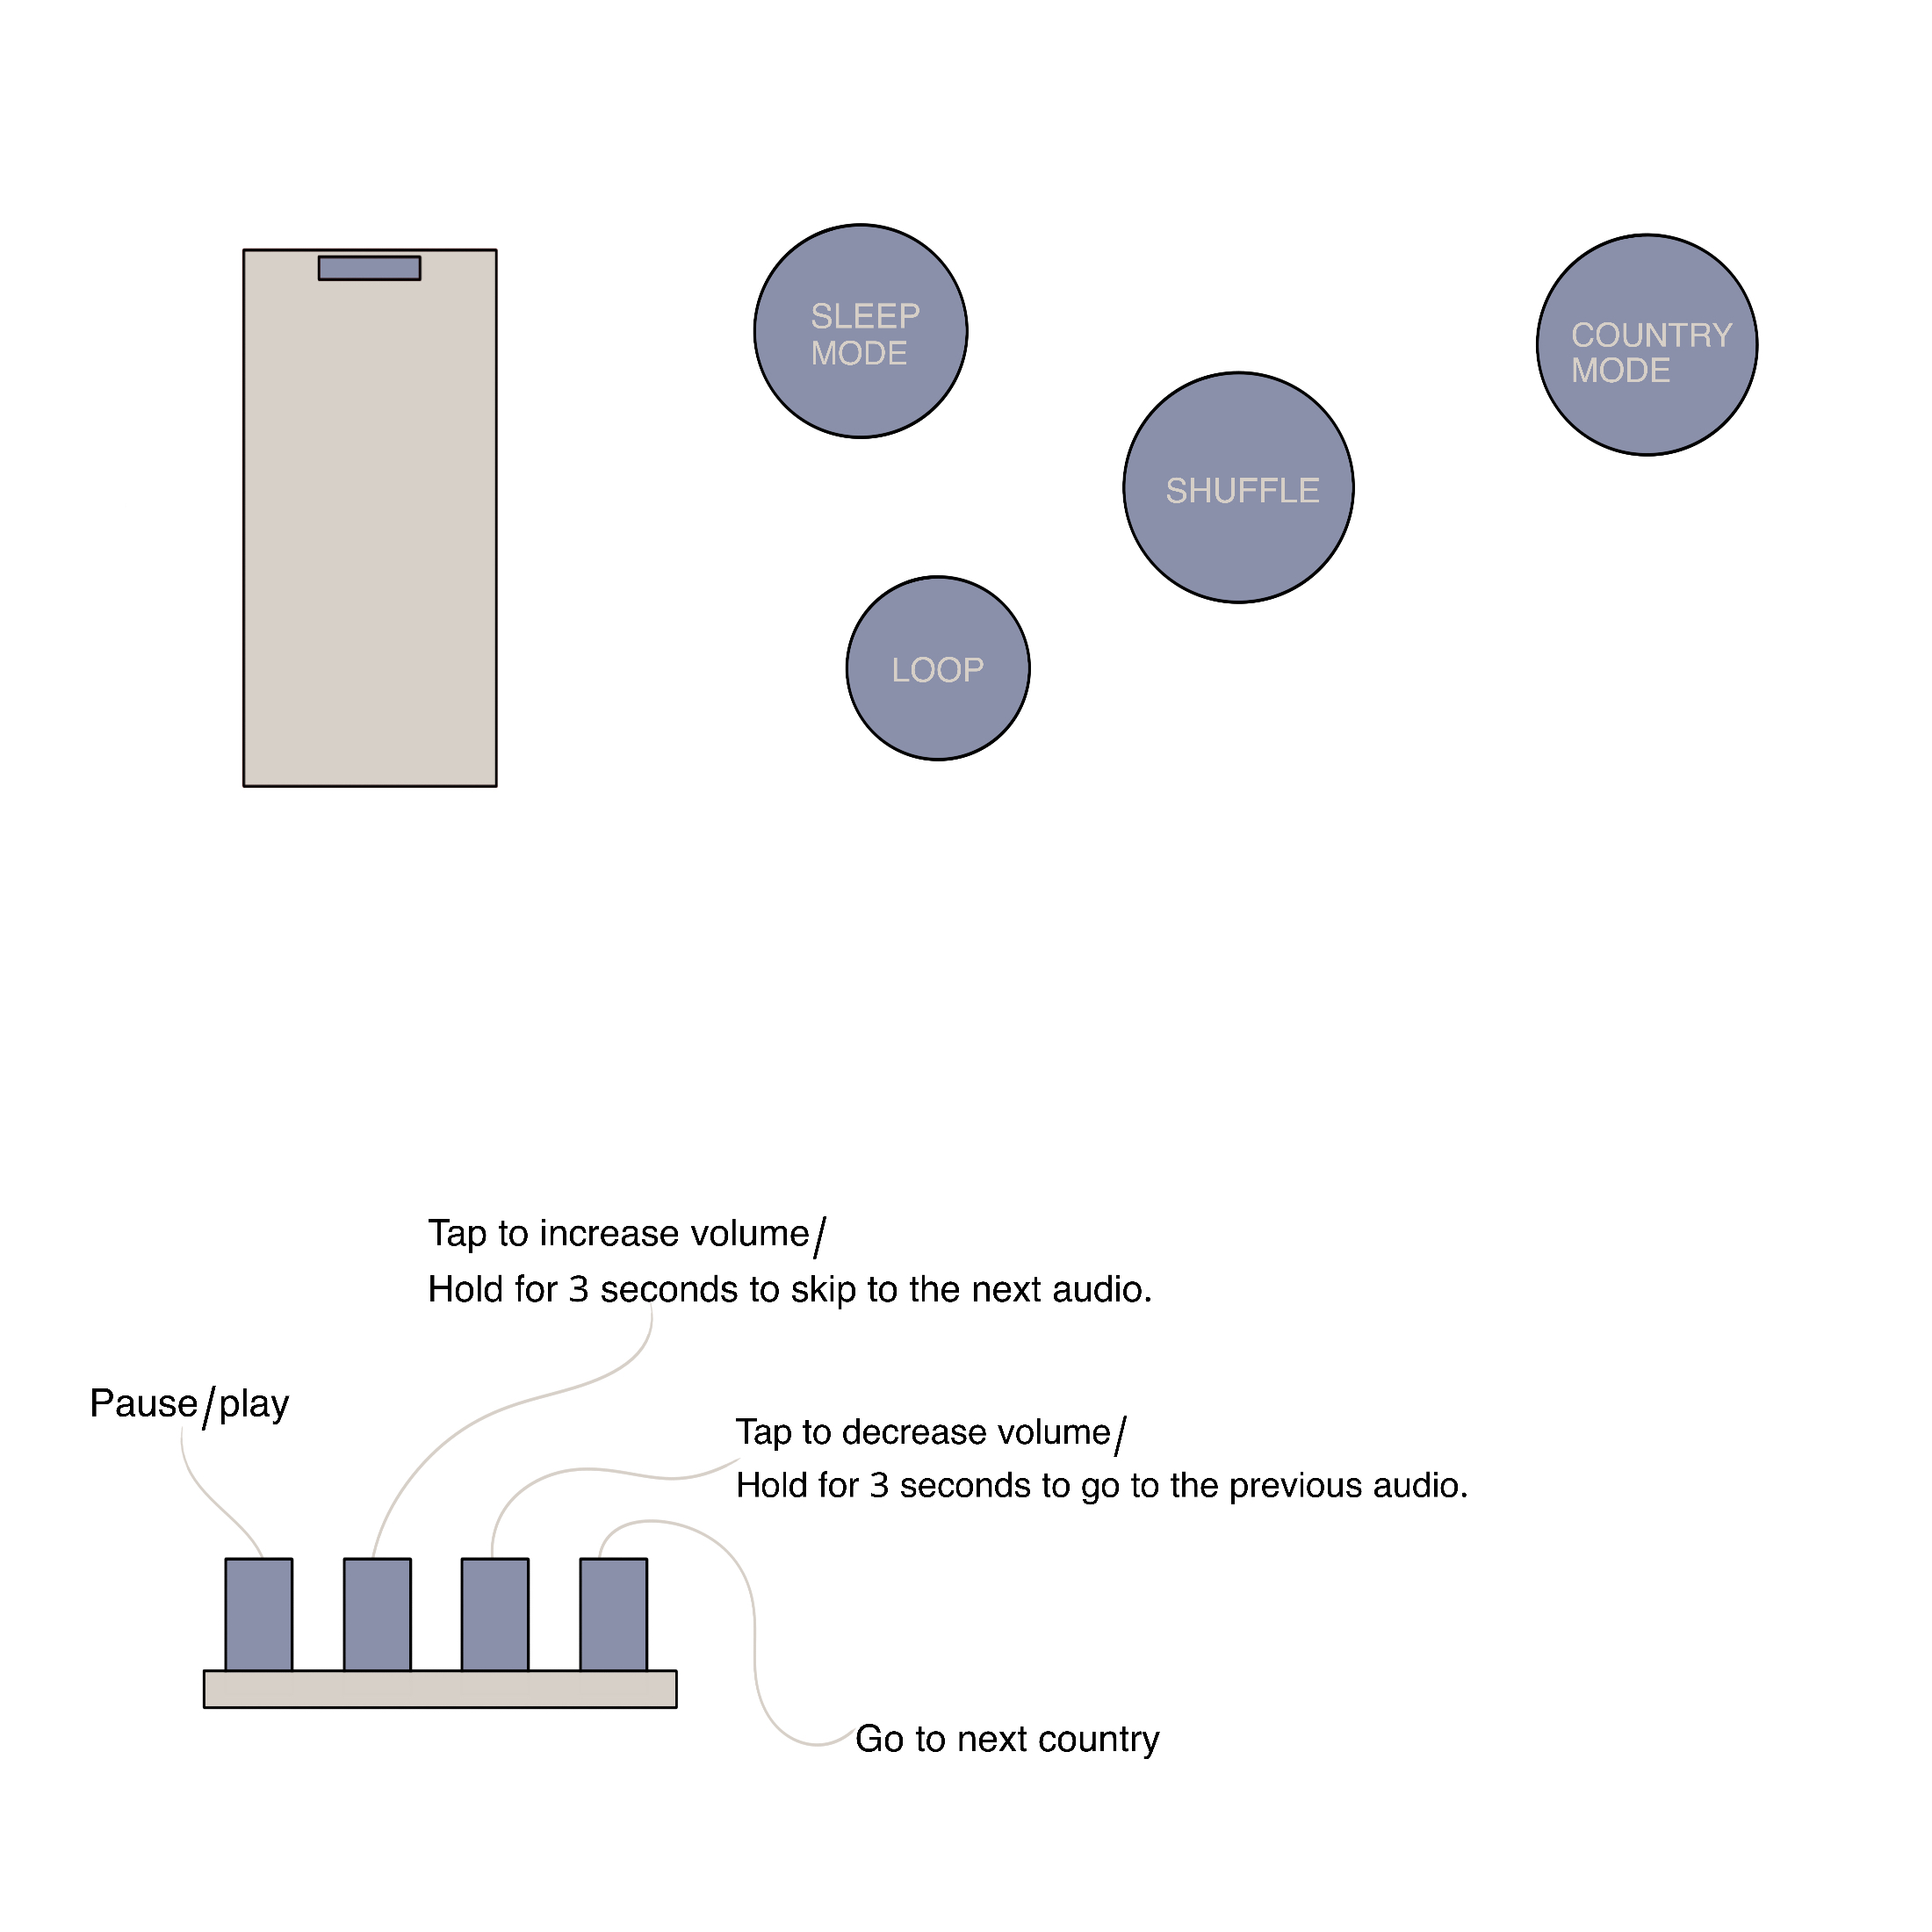 SLEEP
MODE
COUNTRY
MODE
SHUFFLE
LOOP
Tap to increase volume/
Hold for 3 seconds to skip to the next audio.
Pause/play
Tap to decrease volume/
Hold for 3 seconds to go to the previous audio.
Go to next country